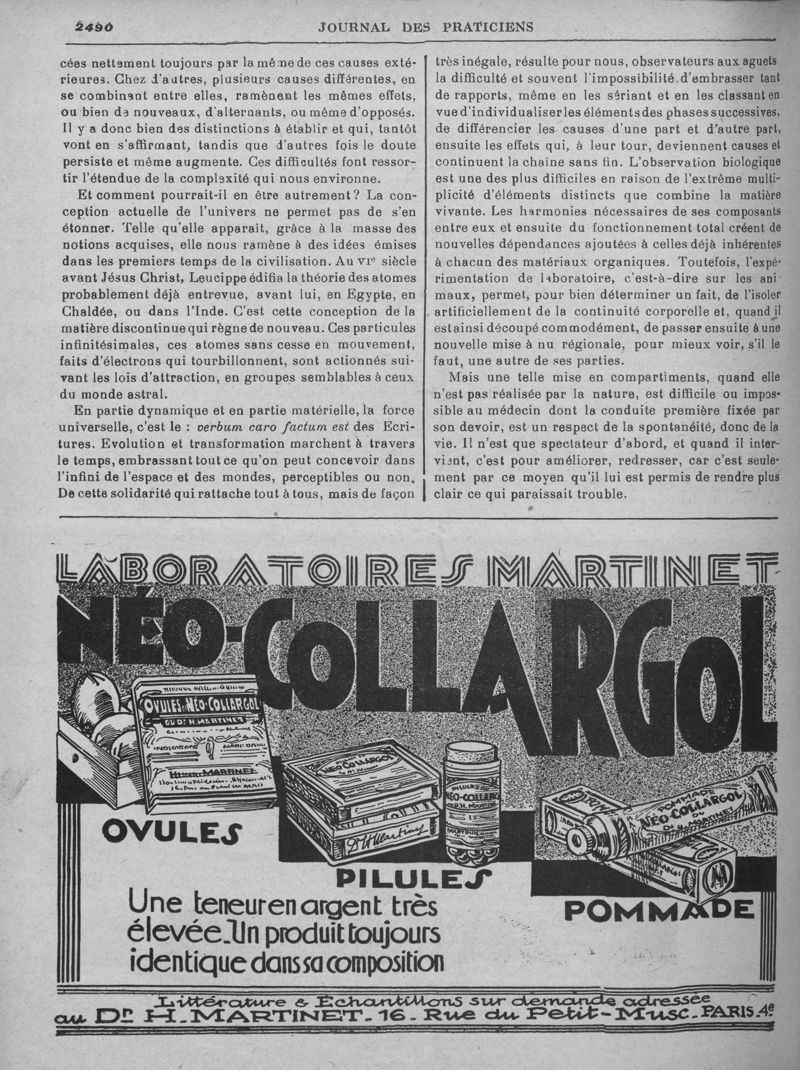 2490
JOURNAL DES PRATICIENS
cées nettement toujours par la même de ces causes exté-
rieures. Chez d'autres, plusieurs causes différentes, en
se combinant entre elles, ramènent les mêmes effets,
ou bien de nouveaux, d'alternants, ou même d'opposés.
Il y a donc bien des distinctions à établir et qui, tantôt
vont en s'affirmant, tandis que d'autres fois le doute
persiste et même augmente. Ces difficultés font ressor-
tir l'étendue de la complexité qui nous environne.
Et comment pourrait-il en être autrement? La con-
ception actuelle de l'univers ne permet pas de s'en
étonner. Telle qu'elle apparait, grâce à la masse des
notions acquises, elle nous ramène à des idées émises
dans les premiers temps de la civilisation. Au VIe siècle
avant Jésus Christ, Leucippe édifia la théorie des atomes
probablement déjà entrevue, avant lui, en Egypte, en
Chaldée, ou dans l'Inde. C'est cette conception de la
matière discontinue qui règne de nouveau. Ces particules
infinitésimales, ces atomes sans cesse en mouvement,
faits d'électrons qui tourbillonnent, sont actionnés sui-
vant les lois d'attraction, en groupes semblables à ceux
du monde astral.
En partie dynamique et en partie matérielle, la force
universelle, c'est le : verbum caro factum est des Ecri-
tures. Evolution et transformation marchent à travers
le temps, embrassant tout ce qu'on peut concevoir dans
l'infini de l'espace et des mondes, perceptibles ou non.
De cette solidarité qui rattache tout à tous, mais de façon
très inégale, résulte pour nous, observateurs aux aguets
la difficulté et souvent l'impossibilité d'embrasser tant
de rapports, même en les sériant et en les classant en
vue d'individualiser les éléments des phases successives,
de différencier les causes d'une part et d'autre part,
ensuite les effets qui, à leur tour, deviennent causes et
continuent la chaine sans fin. L'observation biologique
est une des plus difficiles en raison de l'extrême multi-
plicité d'éléments distincts que combine la matière
vivante. Les harmonies nécessaires de ses composants
entre eux et ensuite du fonctionnement total créent de
nouvelles dépendances ajoutées à celles déjà inhérentes
à chacun des matériaux organiques. Toutefois, l'expé-
rimentation de laboratoire, c'est-à-dire sur les ani
maux, permet, pour bien déterminer un fait, de l'isoler
artificiellement de la continuité corporelle et, quand il
est ainsi découpé commodément, de passer ensuite à une
nouvelle mise à nu régionale, pour mieux voir, s'il le
faut, une autre de ses parties.
Mais une telle mise en compartiments, quand elle
n'est pas réalisée par la nature, est difficile ou impos-
sible au médecin dont la conduite première fixée par
son devoir, est un respect de la spontanéité, donc de la
vie. Il n'est que spectateur d'abord, et quand il inter-
vient, c'est pour améliorer, redresser, car c'est seule-
ment par ce moyen qu'il lui est permis de rendre plus
clair ce qui paraissait trouble.
LABORATOIRES MARTINET
NÉO-COLLARGOL
OVULES-NÉO-COLLARGOL
DU Dr H. MARTINET
INDICATIONS
MARTINET
NÉO-COLLARGOL
Dr H Martinet
PILULES
NÉO-COLLARG
POMMADE
NÉO-COLLARGOL
DU
Dr H. MARTINET
OVULES
PILULES
POMMADE
Une teneur en argent très
élevée. Un produit toujours
identique dans sa composition
Littérature & Echantillons sur demande adressée
au Dr H. MARTINET - 16 - Rue du Petit-Musc - PARIS 4e